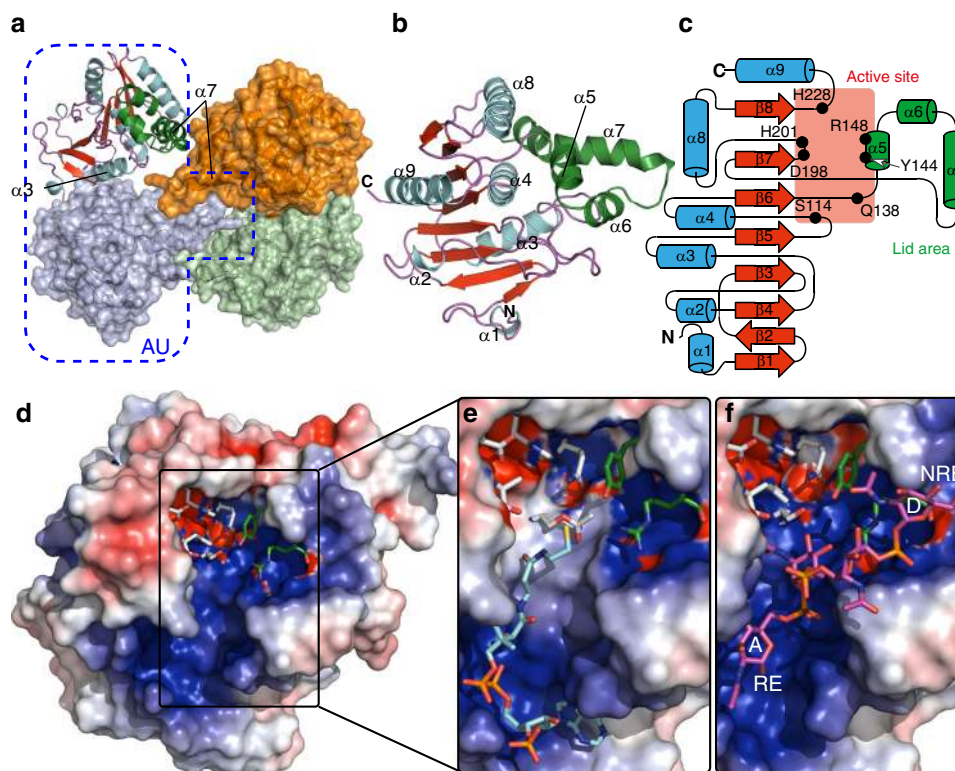 a
α7
α3
AU
b
α8
α5
α7
C
α9
α4
α6
α3
α2
N
α1
c
C
α9
Active site
H228
β8
α6
α8
H201
R148
α5
β7
D198
Y144
β6
S114
Q138
α4
β5
Lid area
α3
β3
α2
β4
N
β2
α1
β1
d
e
f
NRE
D
A
RE